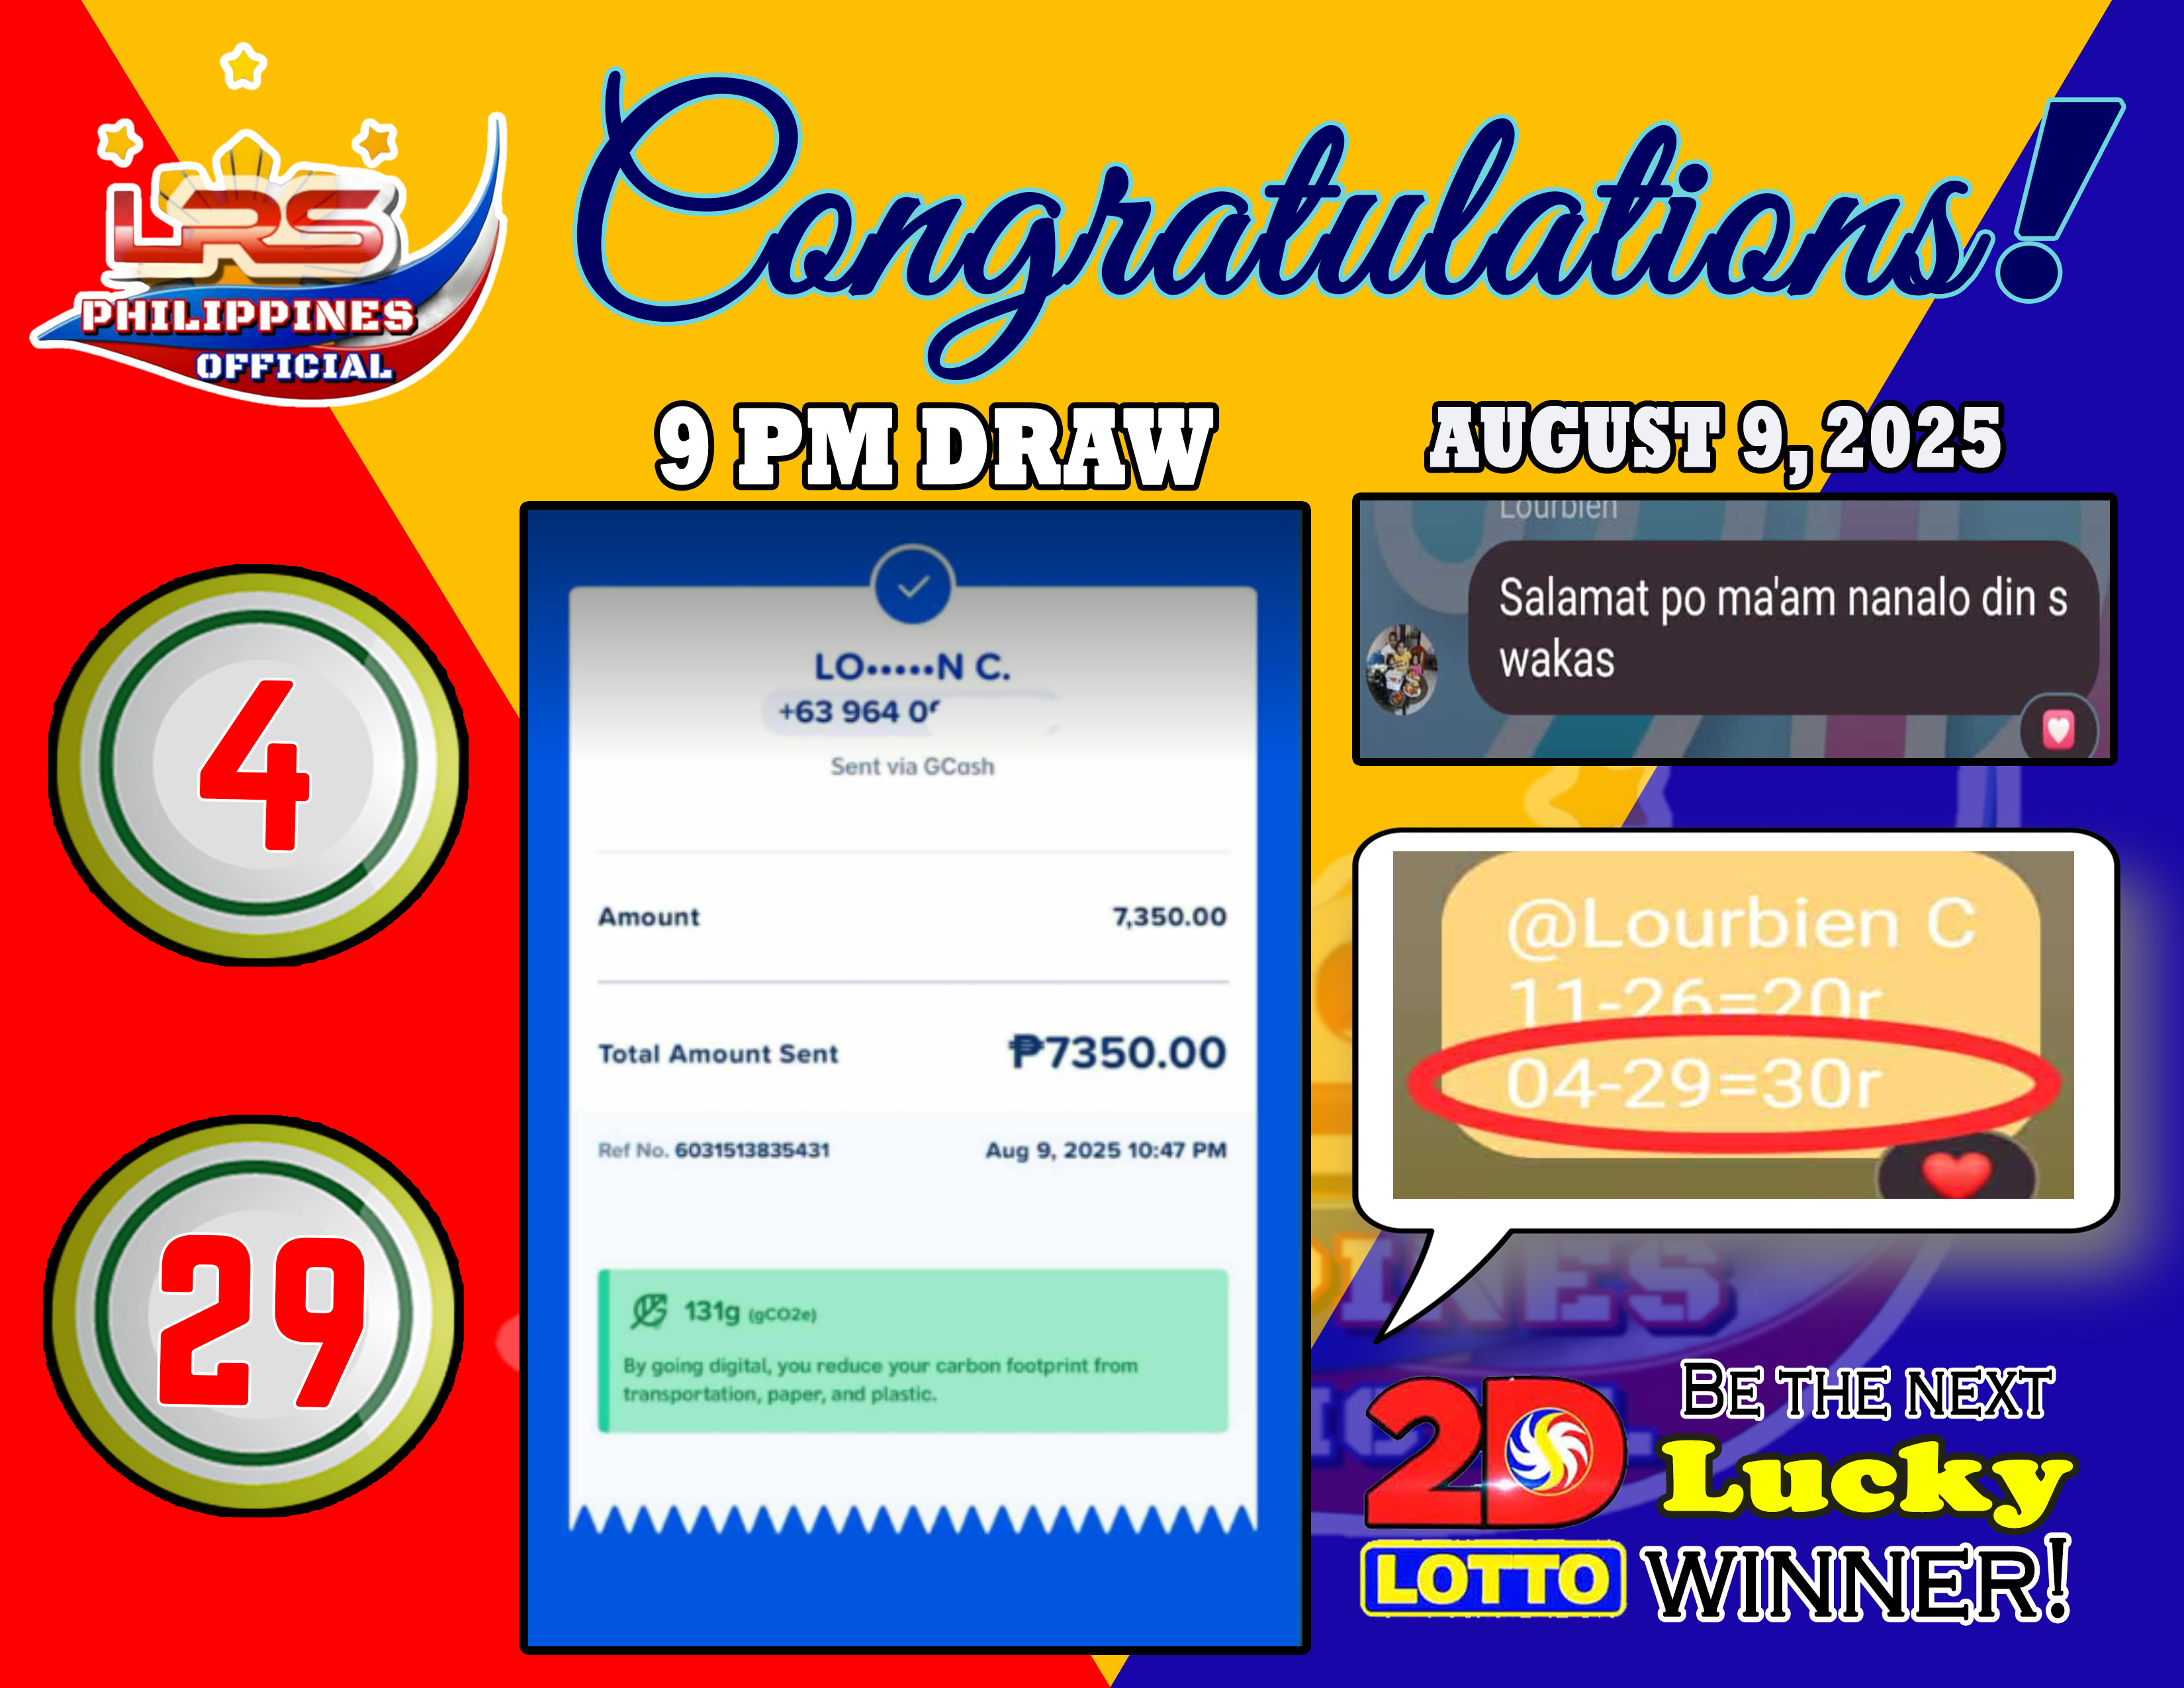 LRS
PHILIPPINES
OFFICIAL
Congratulations!
9 PM DRAW
AUGUST 9, 2025
4
29
LO•••••N C.
+63 964 0
Sent via GCash
Amount 7,350.00
Total Amount Sent ₱7350.00
Ref No. 6031513835431 Aug 9, 2025 10:47 PM
131g (gCO2e)
By going digital, you reduce your carbon footprint from
transportation, paper, and plastic.
Lourbien
Salamat po ma'am nanalo din s
wakas
@Lourbien C
11-26=20r
04-29=30r
2D
LOTTO
BE THE NEXT
Lucky
WINNER!